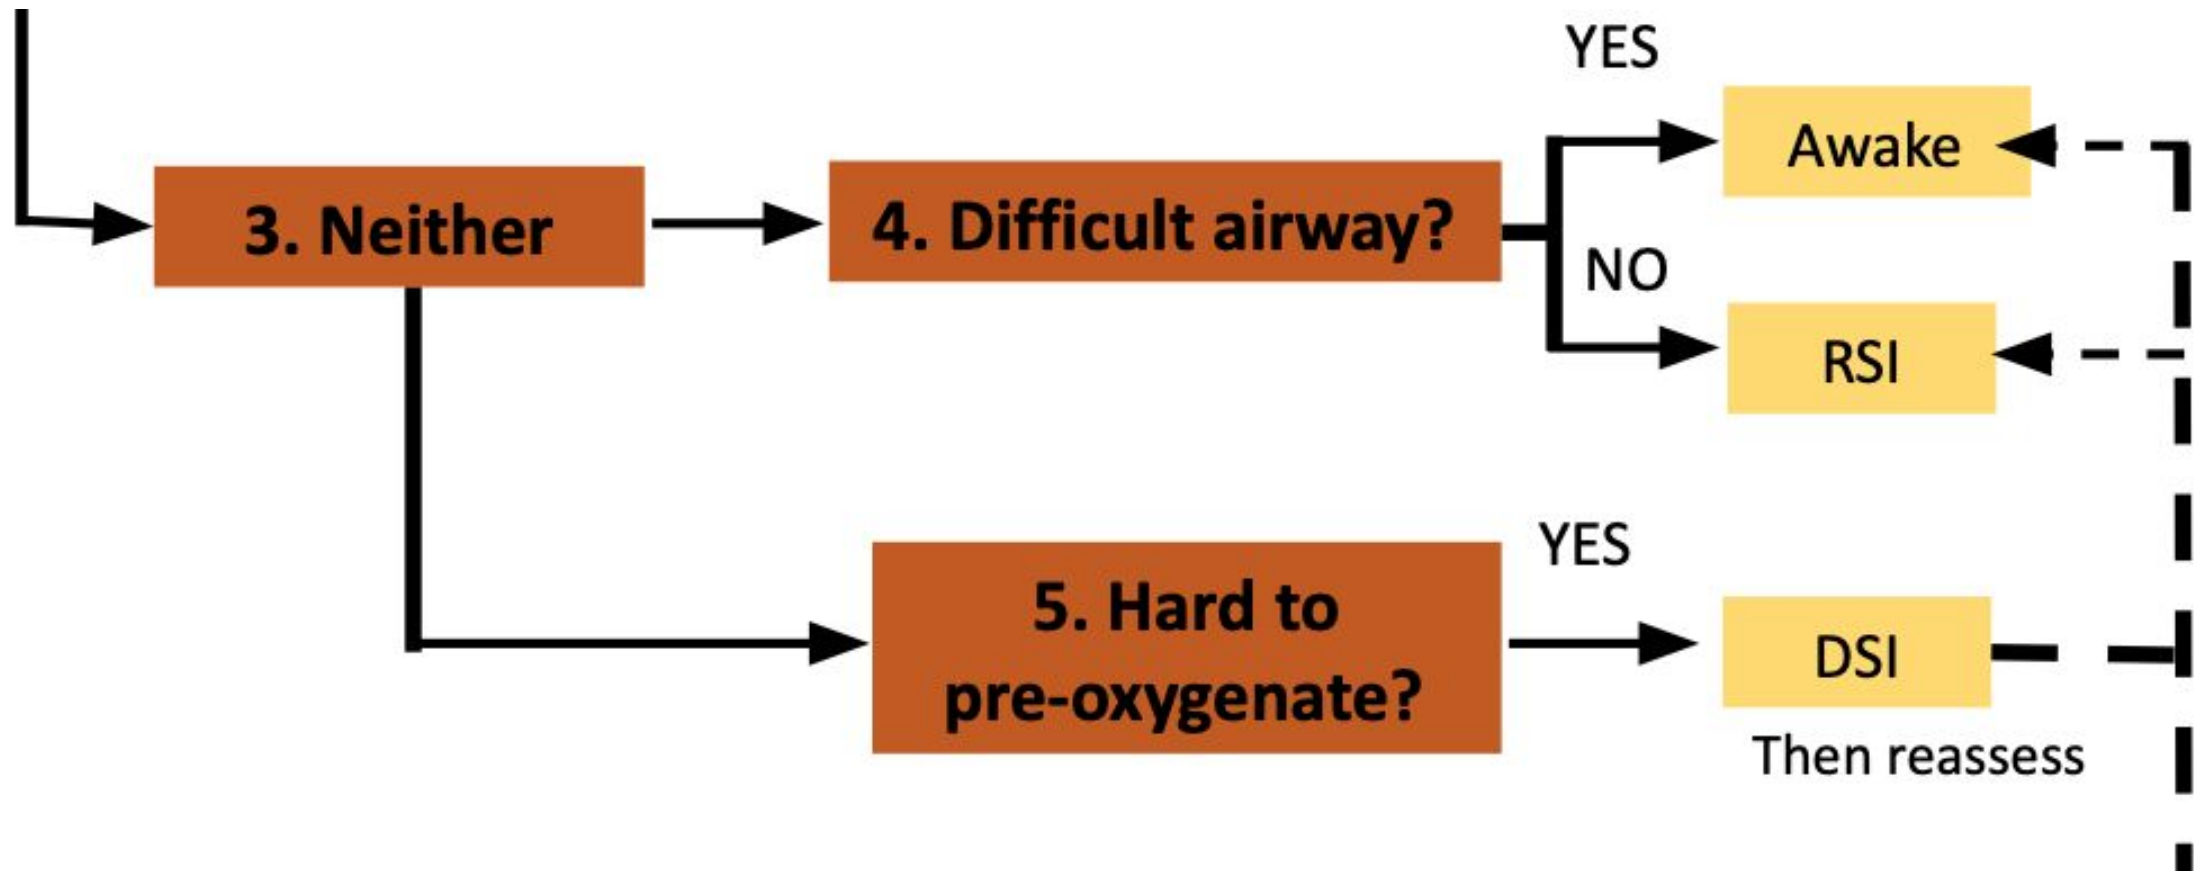 YES
Awake
3. Neither
4. Difficult airway?
NO
RSI
YES
5. Hard to
pre-oxygenate?
DSI
Then reassess